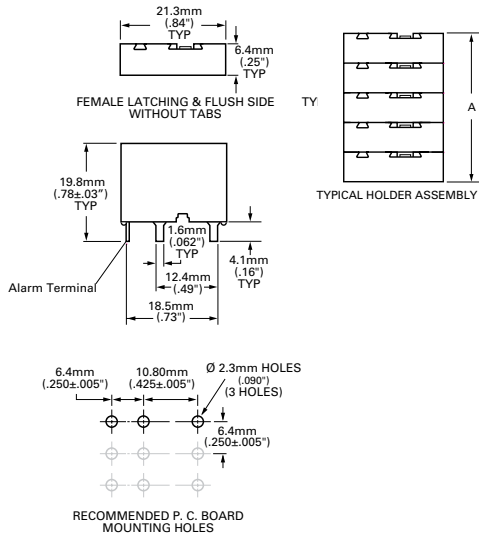 21.3mm
(.84")
TYP
6.4mm
(.25")
TYP
FEMALE LATCHING & FLUSH SIDE
WITHOUT TABS
TYI
A
TYPICAL HOLDER ASSEMBLY
19.8mm
(.78±.03")
TYP
1.6mm
(.062")
TYP
4.1mm
(.16")
TYP
12.4mm
(.49")
Alarm Terminal
18.5mm
(.73")
6.4mm
(.250±.005")
10.80mm
(.425±.005")
Ø 2.3mm HOLES
(.090")
(3 HOLES)
6.4mm
(.250±.005")
RECOMMENDED P. C. BOARD
MOUNTING HOLES